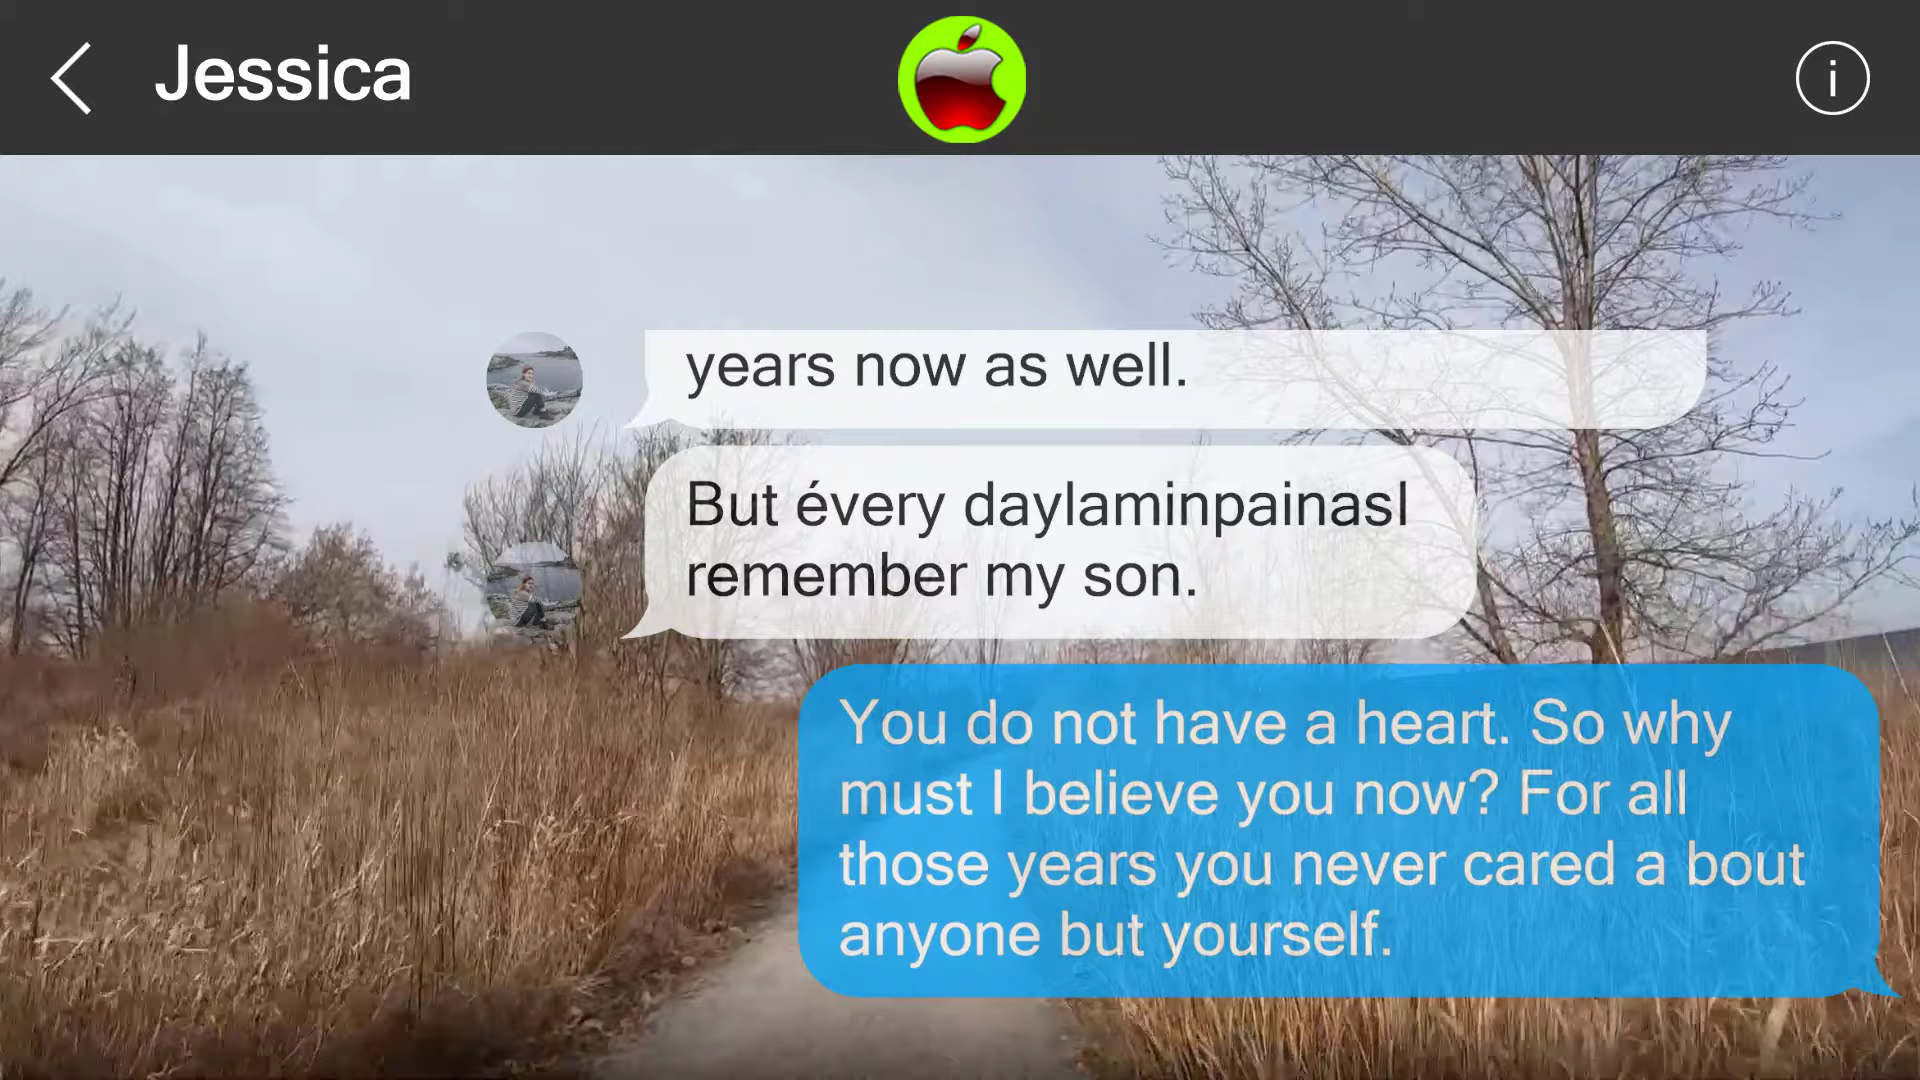 Jessica
years now as well.
But évery daylaminpainasI
remember my son.
You do not have a heart. So why
must I believe you now? For all
those years you never cared a bout
anyone but yourself.